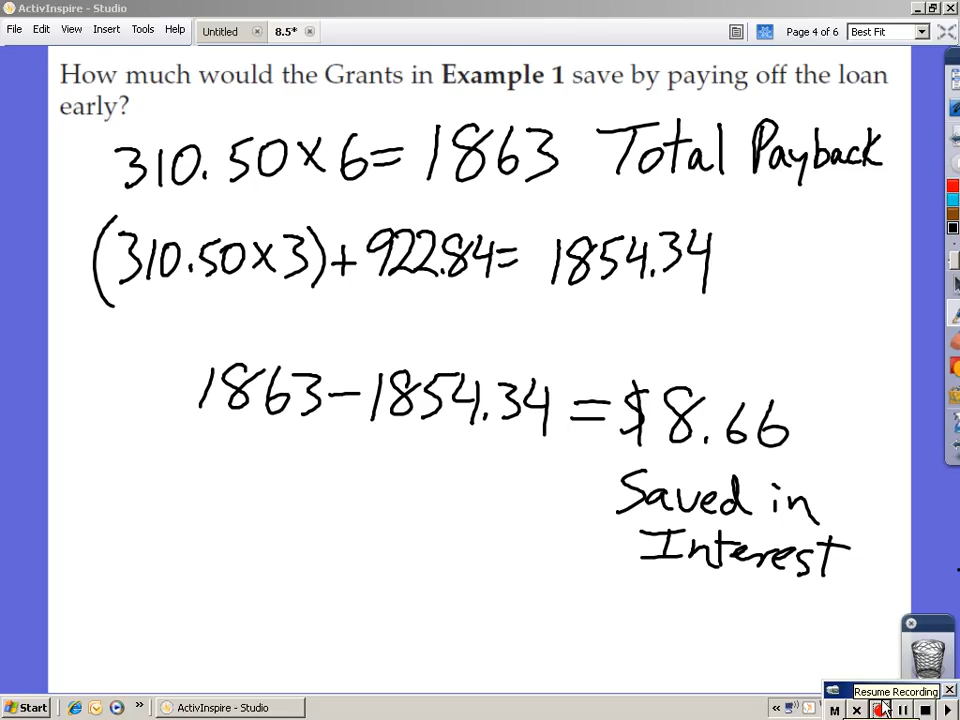 ActivInspire - Studio
File Edit View Insert Tools Help Untitled 8.5* Page 4 of 6 Best Fit
How much would the Grants in Example 1 save by paying off the loan
early?
310.50×6=1863 Total Payback
(310.50×3)+922.84= 1854.34
1863-1854.34 =$8.66
Saved in
Interest
Resume Recording
M
Start » ActivInspire - Studio «